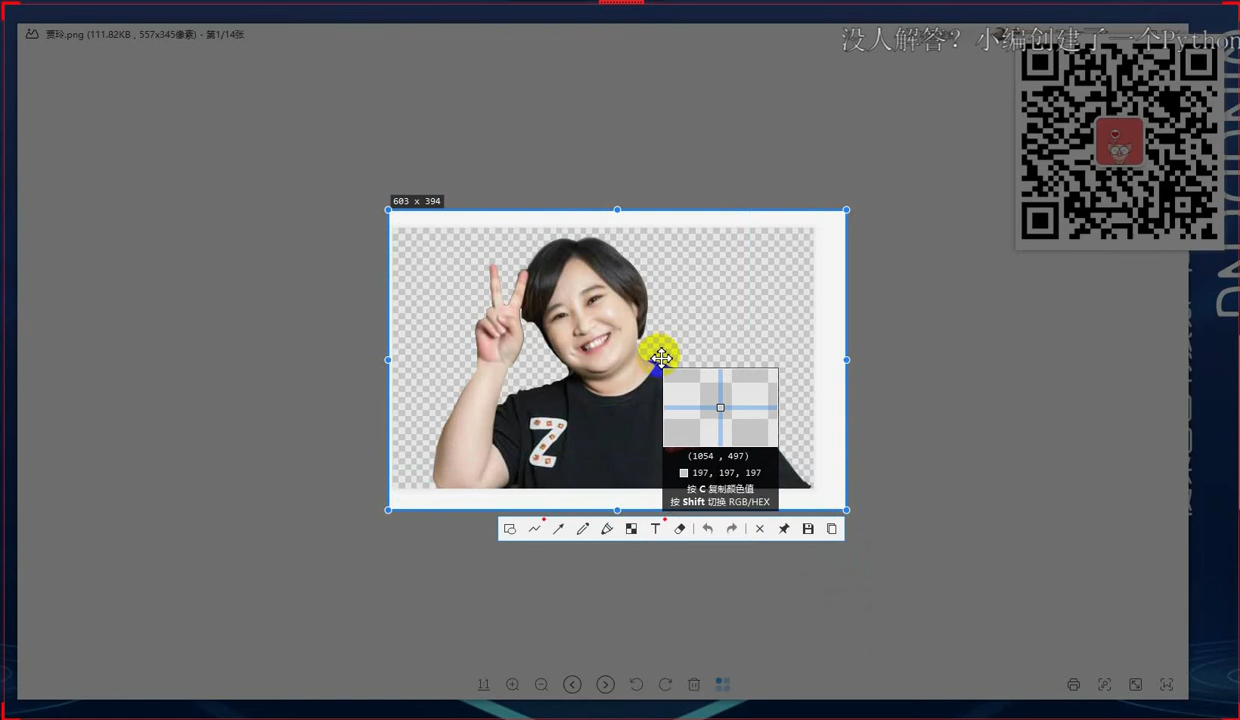 贾玲.png (111.82KB , 557x345像素) - 第1/14张
没人解答？小编创建了一个Python
603 x 394
Z
(1054 , 497)
197, 197, 197
按 C 复制颜色值
按 Shift 切换 RGB/HEX
T
1:1